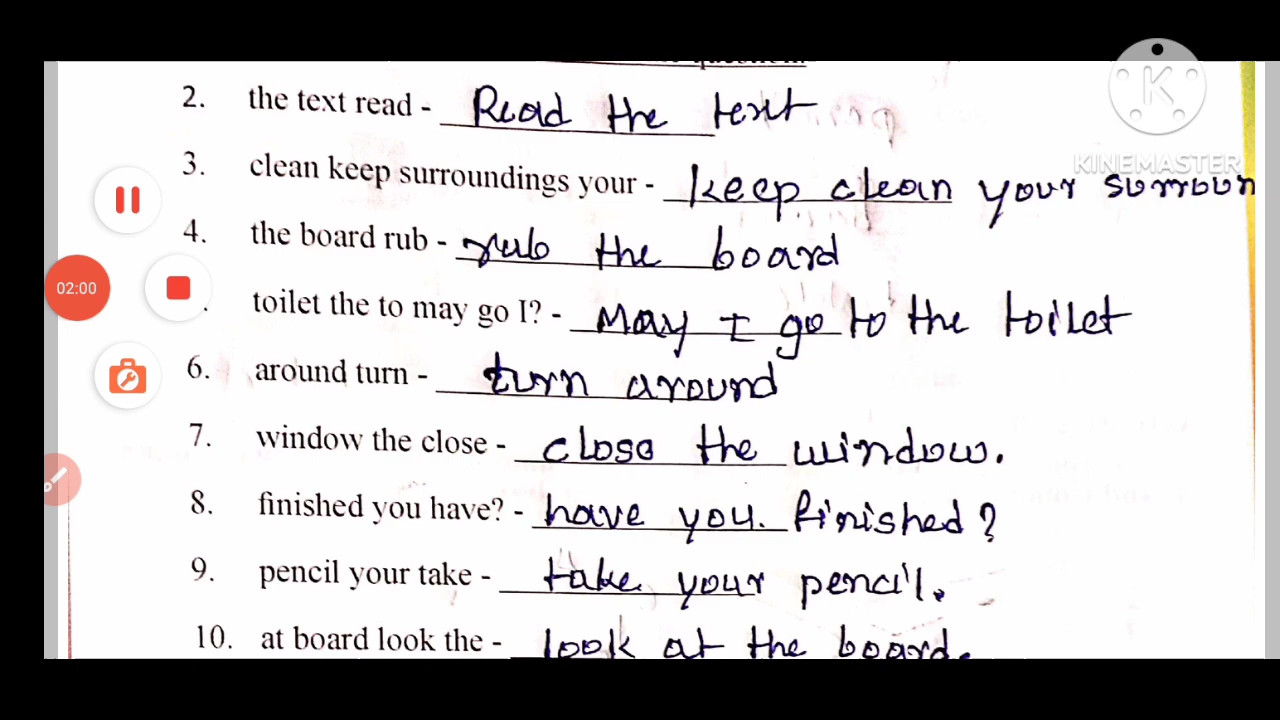 2. the text read - Read the text
KINEMASTER
3. clean keep surroundings your - keep clean your surroun
4. the board rub - rub the board
02:00
. toilet the to may go I? - May I go to the toilet
6. around turn - turn around
7. window the close - close the window.
8. finished you have? - have you. finished?
9. pencil your take - take your pencil.
10. at board look the - look at the board.